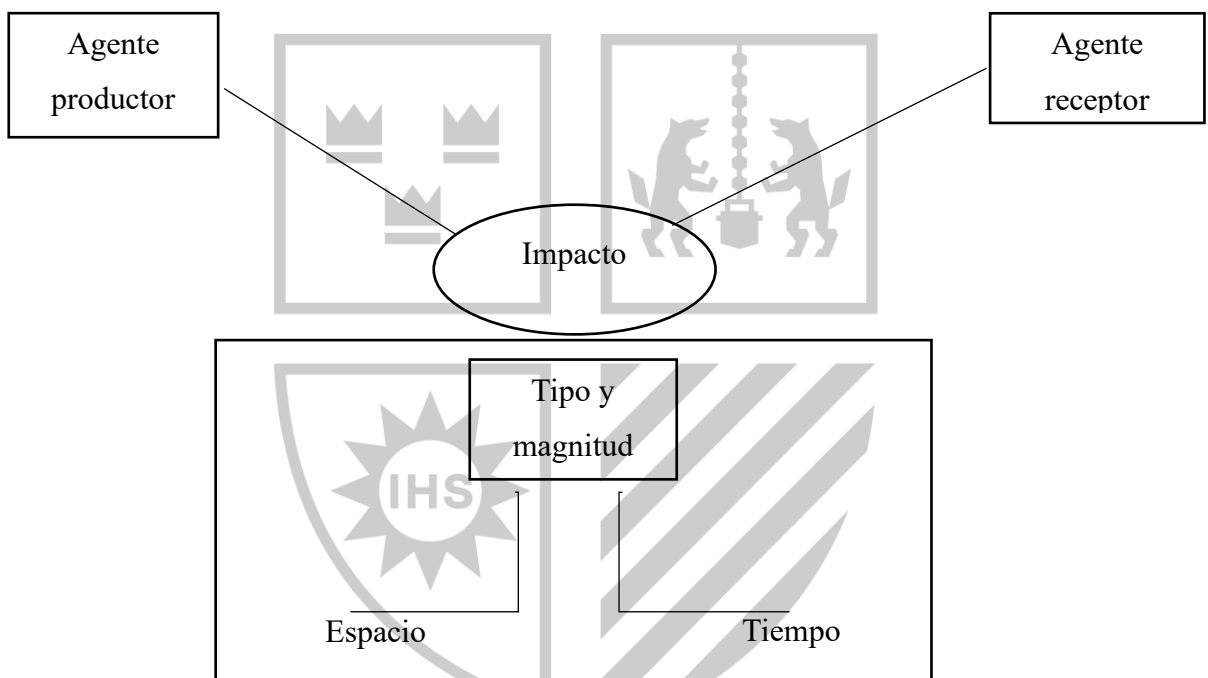 Agente
productor
Agente
receptor
Impacto
Tipo y
magnitud
IHS
Espacio
Tiempo